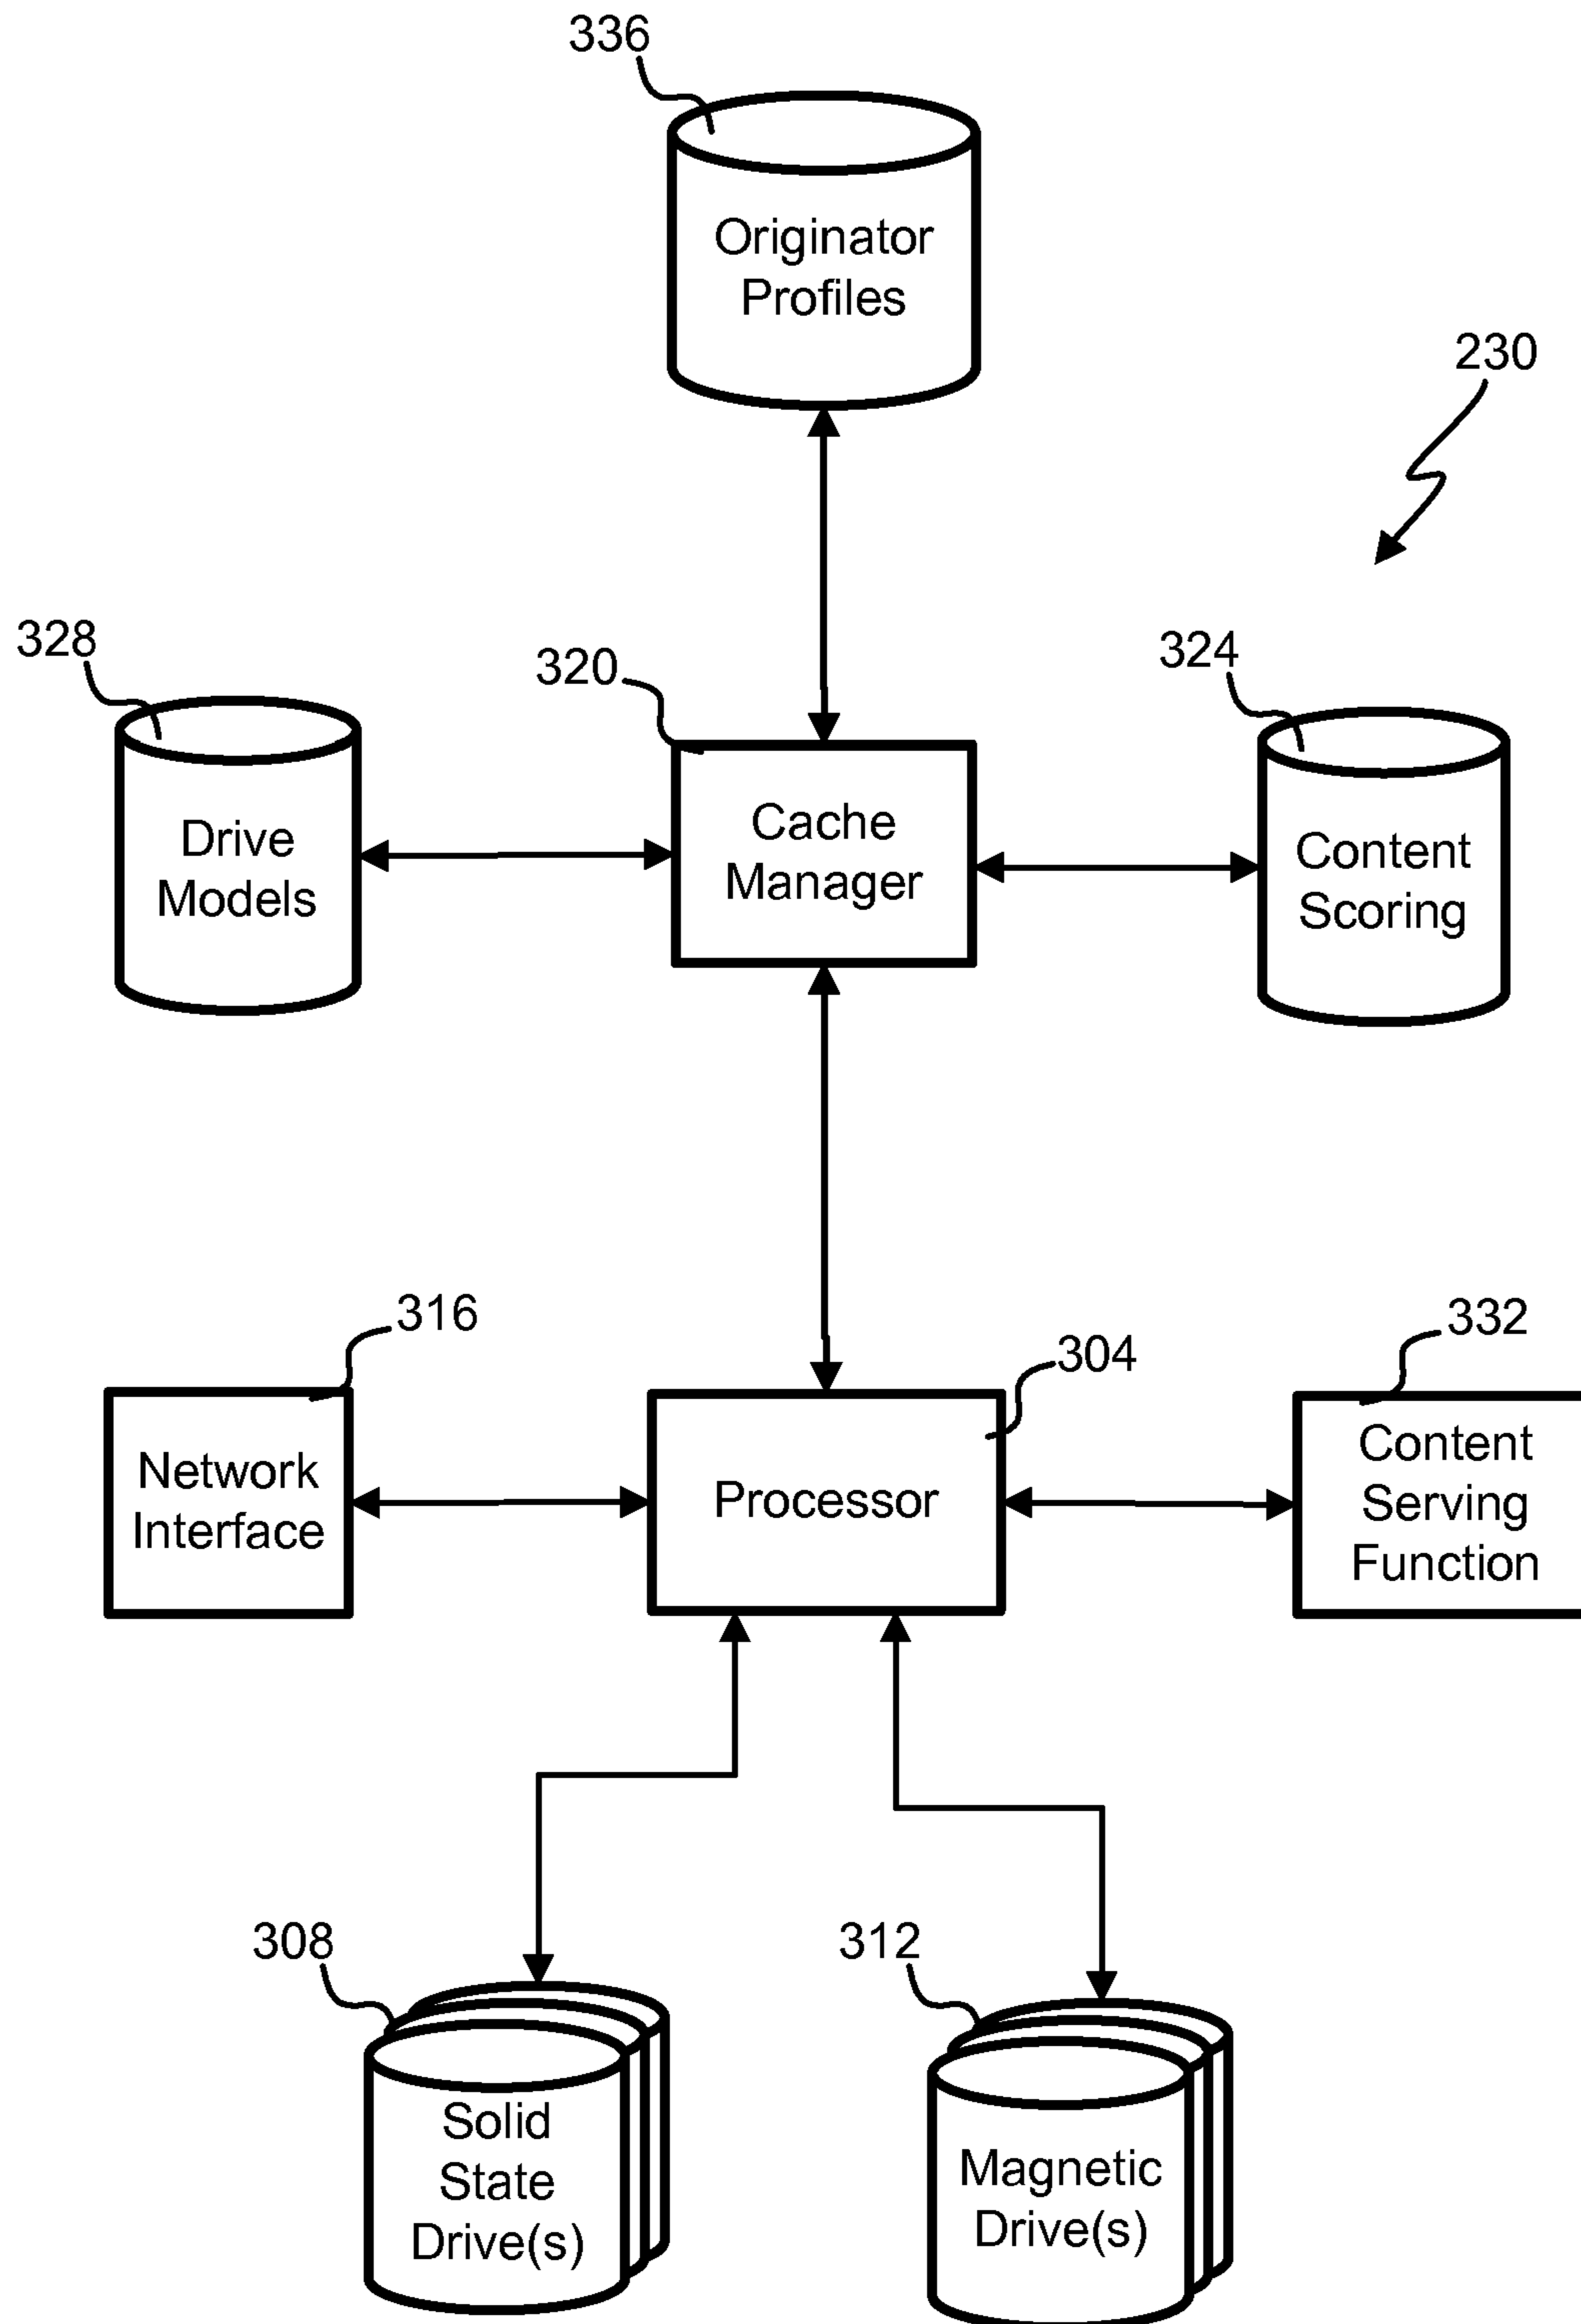 336
Originator
Profiles
230
328
320
324
Drive
Models
Cache
Manager
Content
Scoring
316
332
304
Network
Interface
Processor
Content
Serving
Function
308
312
Solid
State
Drive(s)
Magnetic
Drive(s)